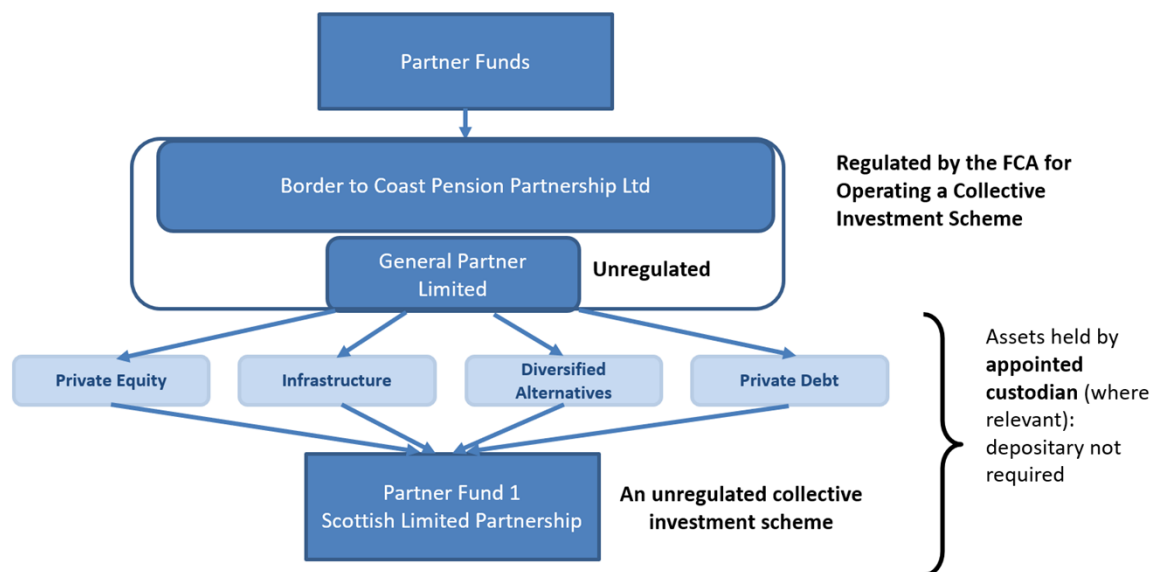 Partner Funds
Border to Coast Pension Partnership Ltd
Regulated by the FCA for
Operating a Collective
Investment Scheme
General Partner
Limited
Unregulated
Private Equity
Infrastructure
Diversified
Alternatives
Private Debt
Assets held by
appointed
custodian (where
relevant):
depositary not
required
Partner Fund 1
Scottish Limited Partnership
An unregulated collective
investment scheme